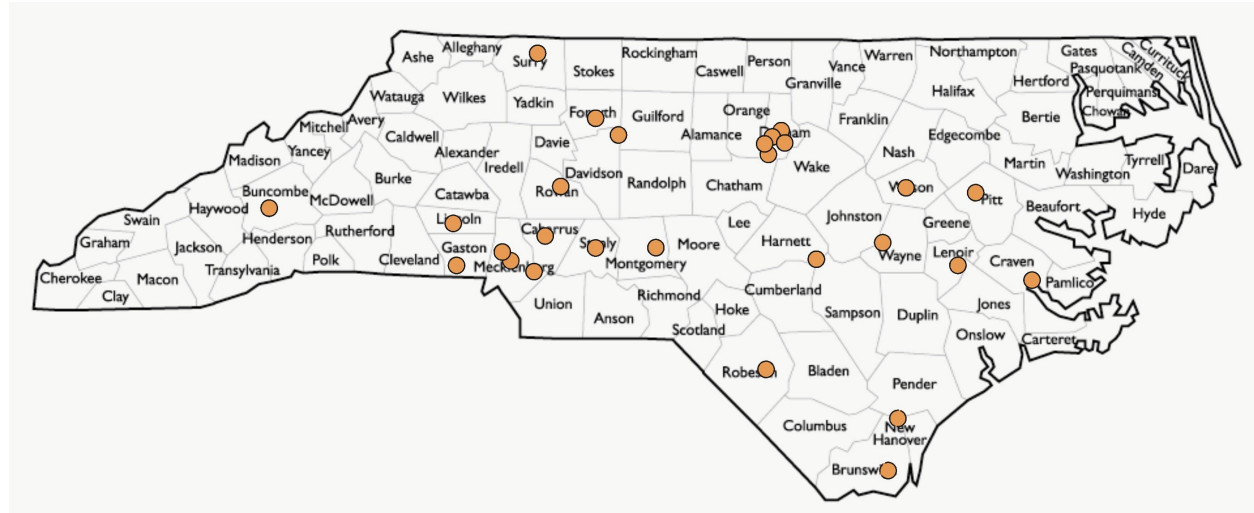 Ashe
Alleghany
Surry
Stokes
Rockingham
Caswell
Person
Granville
Vance
Warren
Northampton
Gates
Currituck
Camden
Pasquotank
Perquimans
Chowan
Hertford
Halifax
Bertie
Watauga
Wilkes
Yadkin
Forsyth
Guilford
Alamance
Orange
Durham
Franklin
Nash
Edgecombe
Martin
Washington
Tyrrell
Dare
Mitchell
Avery
Caldwell
Alexander
Iredell
Davie
Davidson
Randolph
Chatham
Wake
Wilson
Pitt
Beaufort
Hyde
Madison
Yancey
Burke
Catawba
Rowan
Buncombe
McDowell
Haywood
Swain
Graham
Jackson
Henderson
Rutherford
Lincoln
Cabarrus
Stanly
Montgomery
Moore
Lee
Harnett
Johnston
Greene
Wayne
Lenoir
Craven
Pamlico
Cherokee
Clay
Macon
Transylvania
Polk
Cleveland
Gaston
Mecklenburg
Union
Anson
Richmond
Scotland
Hoke
Cumberland
Sampson
Duplin
Jones
Onslow
Carteret
Robeson
Bladen
Pender
Columbus
New
Hanover
Brunswick